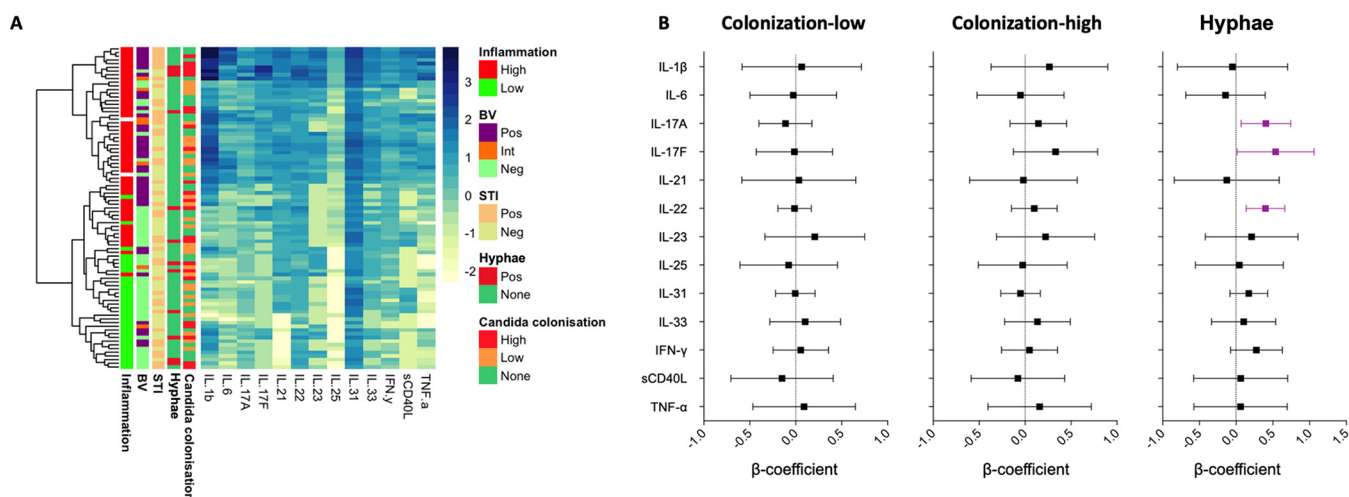 A
Inflammation
High
Low
BV
Pos
Int
Neg
STI
Pos
Neg
Hyphae
Pos
None
Candida colonisation
High
Low
None
3
2
1
0
-1
-2
Inflammation
BV
STI
Hyphae
Candida colonisation
IL.1b
IL.6
IL.17A
IL.17F
IL.21
IL.22
IL.23
IL.25
IL.31
IL.33
IFN.y
sCD40L
TNF.a
B
Colonization-low
Colonization-high
Hyphae
IL-1β
IL-6
IL-17A
IL-17F
IL-21
IL-22
IL-23
IL-25
IL-31
IL-33
IFN-γ
sCD40L
TNF-α
-1.0 -0.5 0.0 0.5 1.0
-1.0 -0.5 0.0 0.5 1.0
-1.0 -0.5 0.0 0.5 1.0 1.5
β-coefficient
β-coefficient
β-coefficient